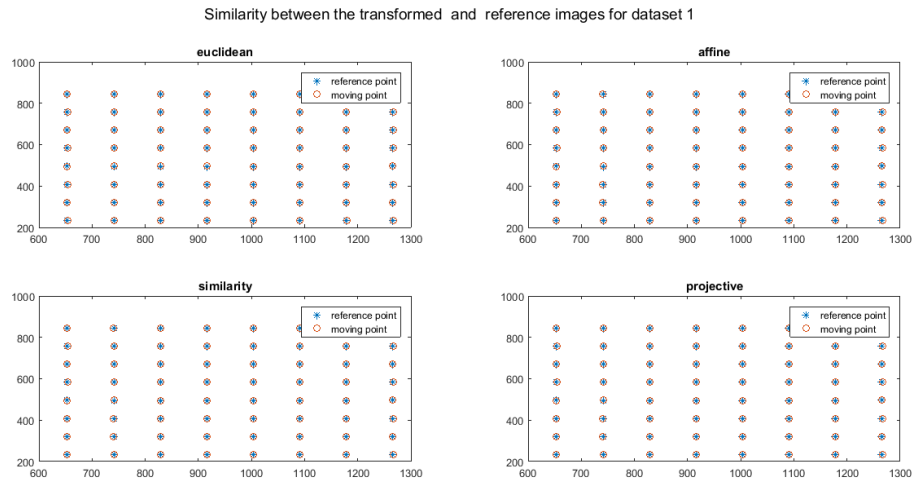 Similarity between the transformed and reference images for dataset 1
euclidean
1000
800
600
400
200
600 700 800 900 1000 1100 1200 1300
reference point
moving point
affine
1000
800
600
400
200
600 700 800 900 1000 1100 1200 1300
reference point
moving point
similarity
1000
800
600
400
200
600 700 800 900 1000 1100 1200 1300
reference point
moving point
projective
1000
800
600
400
200
600 700 800 900 1000 1100 1200 1300
reference point
moving point